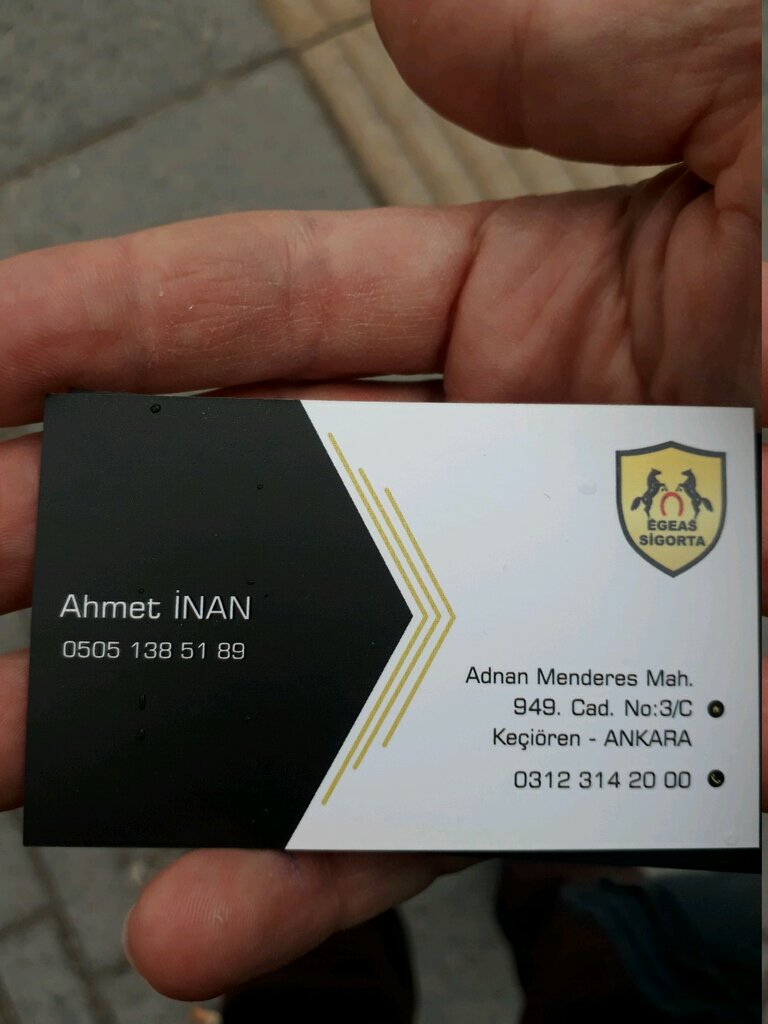 EGEAS
SİGORTA
Ahmet İNAN
0505 138 51 89
Adnan Menderes Mah.
949. Cad. No:3/C
Keçiören - ANKARA
0312 314 20 00